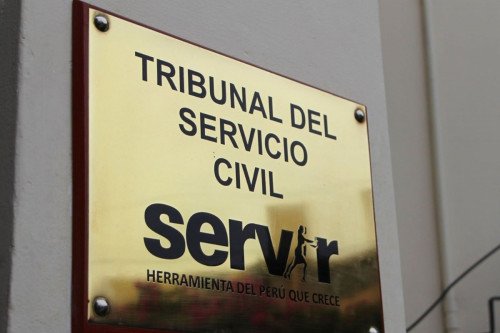 TRIBUNAL DEL
SERVICIO
CIVIL
servir
HERRAMIENTA DEL PERÚ QUE CRECE